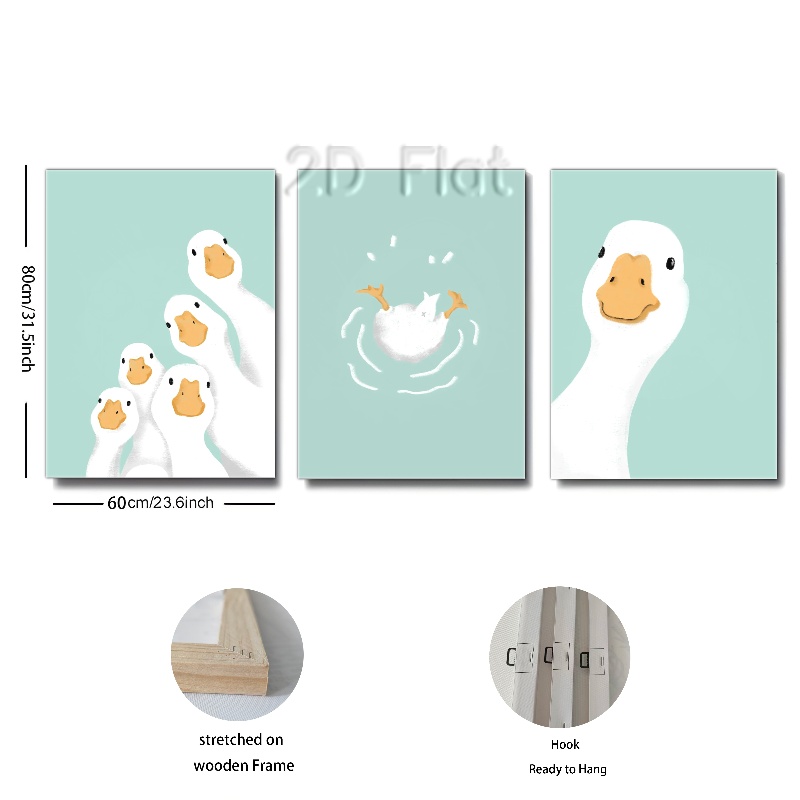 2D Flat
80cm/31.5inch
60cm/23.6inch
stretched on
wooden Frame
Hook
Ready to Hang